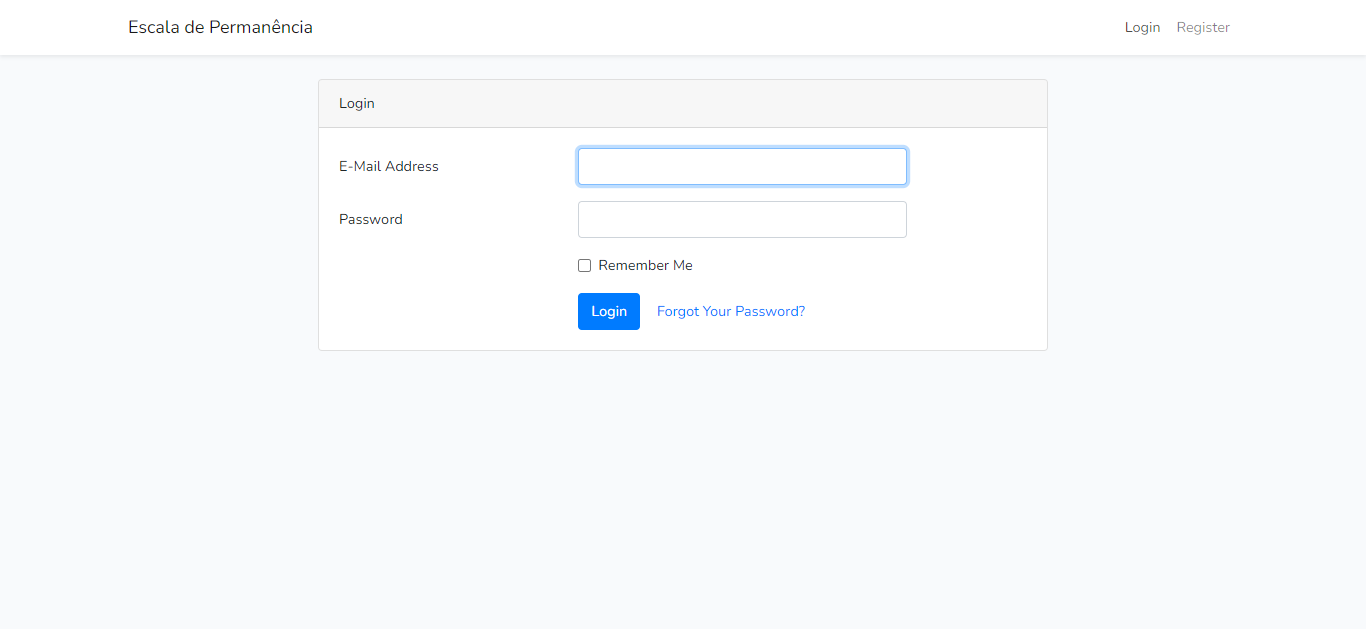 Escala de Permanência
Login Register
Login
E-Mail Address
Password
Remember Me
Login Forgot Your Password?